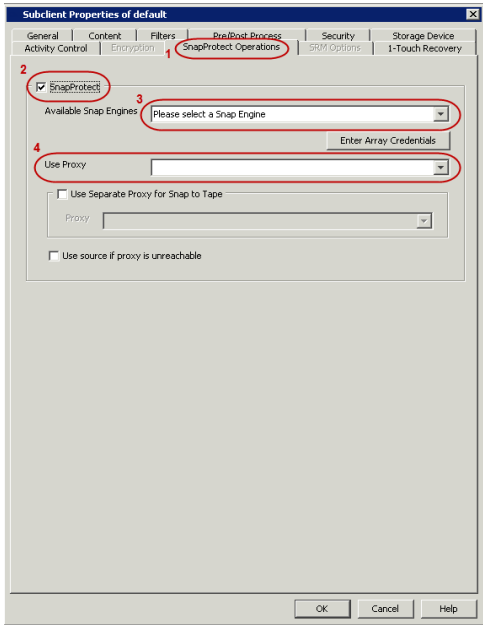 Subclient Properties of default
General Content Filters Pre/Post Process Security Storage Device
Activity Control Encryption 1 SnapProtect Operations SRM Options 1-Touch Recovery
2
SnapProtect
3
Available Snap Engines Please select a Snap Engine
Enter Array Credentials
4
Use Proxy
Use Separate Proxy for Snap to Tape
Proxy
Use source if proxy is unreachable
OK Cancel Help